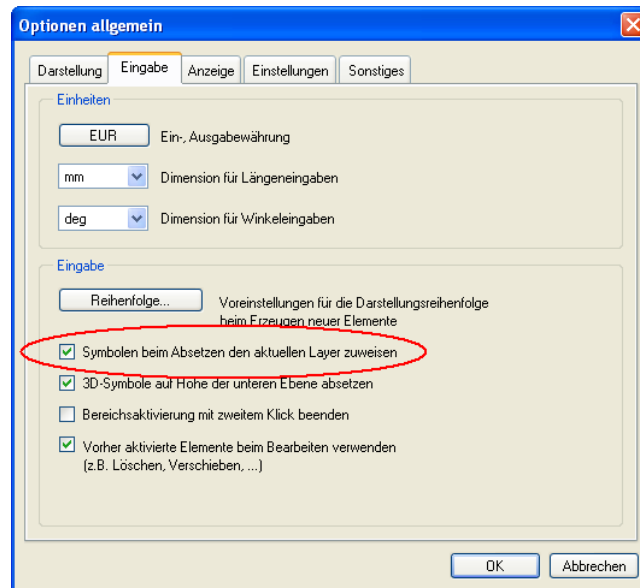 Optionen allgemein
Darstellung Eingabe Anzeige Einstellungen Sonstiges
Einheiten
EUR Ein-, Ausgabewährung
mm Dimension für Längeneingaben
deg Dimension für Winkeleingaben
Eingabe
Reihenfolge... Voreinstellungen für die Darstellungsreihenfolge
beim Erzeugen neuer Elemente
Symbolen beim Absetzen den aktuellen Layer zuweisen
3D-Symbole auf Höhe der unteren Ebene absetzen
Bereichsaktivierung mit zweitem Klick beenden
Vorher aktivierte Elemente beim Bearbeiten verwenden
(z.B. Löschen, Verschieben, ...)
OK Abbrechen